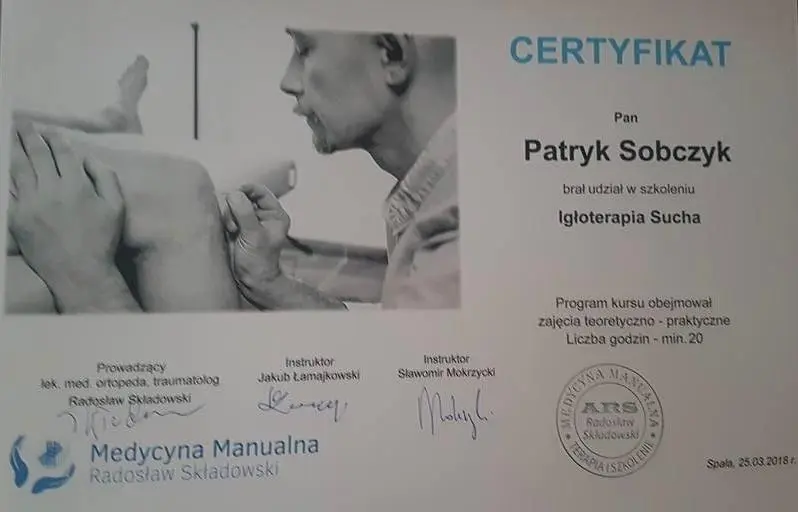 CERTYFIKAT
Pan
Patryk Sobczyk
brał udział w szkoleniu
Igłoterapia Sucha
Program kursu obejmował
zajęcia teoretyczno - praktyczne
Liczba godzin - min. 20
Prowadzący
lek. med. ortopeda, traumatolog
Radosław Składowski
Instruktor
Jakub Łamajkowski
Instruktor
Sławomir Mokrzycki
Medycyna Manualna
Radosław Składowski
MEDYCYNA MANUALNA
ARS
Radosław
Składowski
TERAPIA I SZKOLENIE
Spała, 25.03.2018 r.